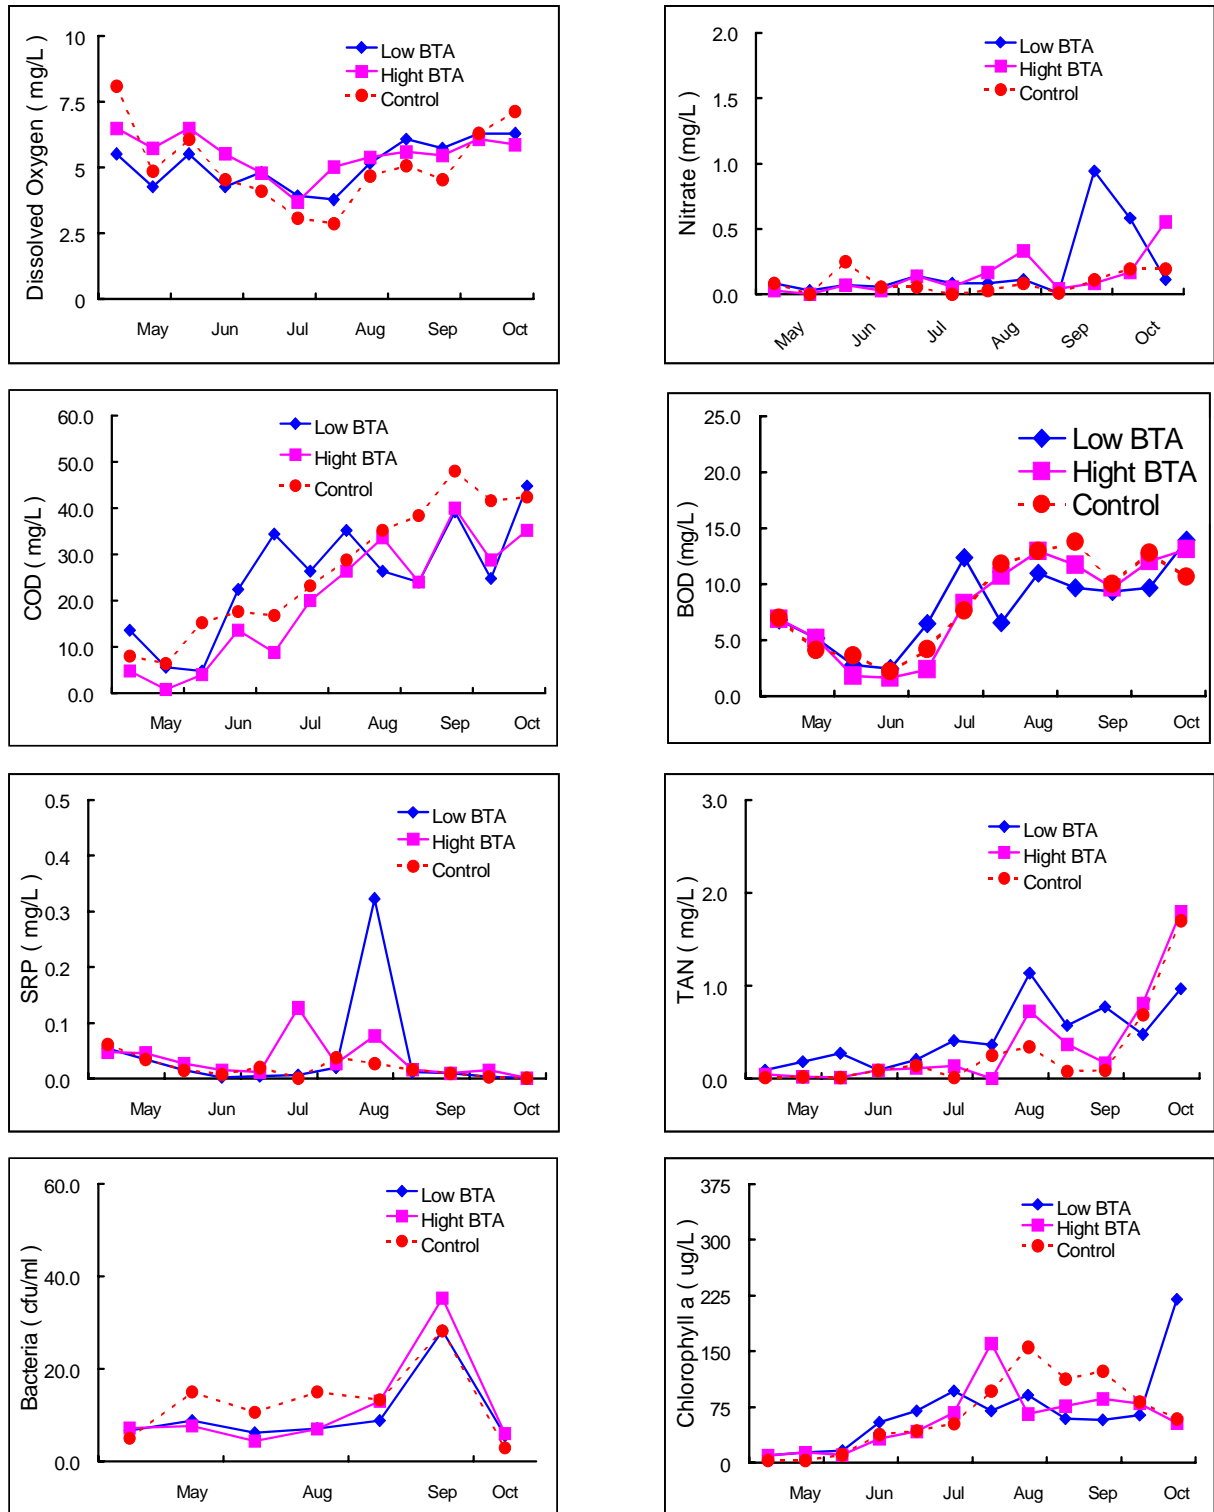 Dissolved Oxygen ( mg/L )
10
7.5
5
2.5
0
Low BTA
Hight BTA
Control
May Jun Jul Aug Sep Oct
Nitrate (mg/L)
2.0
1.5
1.0
0.5
0.0
Low BTA
Hight BTA
Control
May Jun Jul Aug Sep Oct
COD ( mg/L )
60.0
50.0
40.0
30.0
20.0
10.0
0.0
Low BTA
Hight BTA
Control
May Jun Jul Aug Sep Oct
BOD (mg/L)
25.0
20.0
15.0
10.0
5.0
0.0
Low BTA
Hight BTA
Control
May Jun Jul Aug Sep Oct
SRP ( mg/L )
0.5
0.4
0.3
0.2
0.1
0.0
Low BTA
Hight BTA
Control
May Jun Jul Aug Sep Oct
TAN ( mg/L )
3.0
2.0
1.0
0.0
Low BTA
Hight BTA
Control
May Jun Jul Aug Sep Oct
Bacteria ( cfu/ml )
60.0
40.0
20.0
0.0
Low BTA
Hight BTA
Control
May Aug Sep Oct
Chlorophyll a ( ug/L )
375
300
225
150
75
0
Low BTA
Hight BTA
Control
May Jun Jul Aug Sep Oct